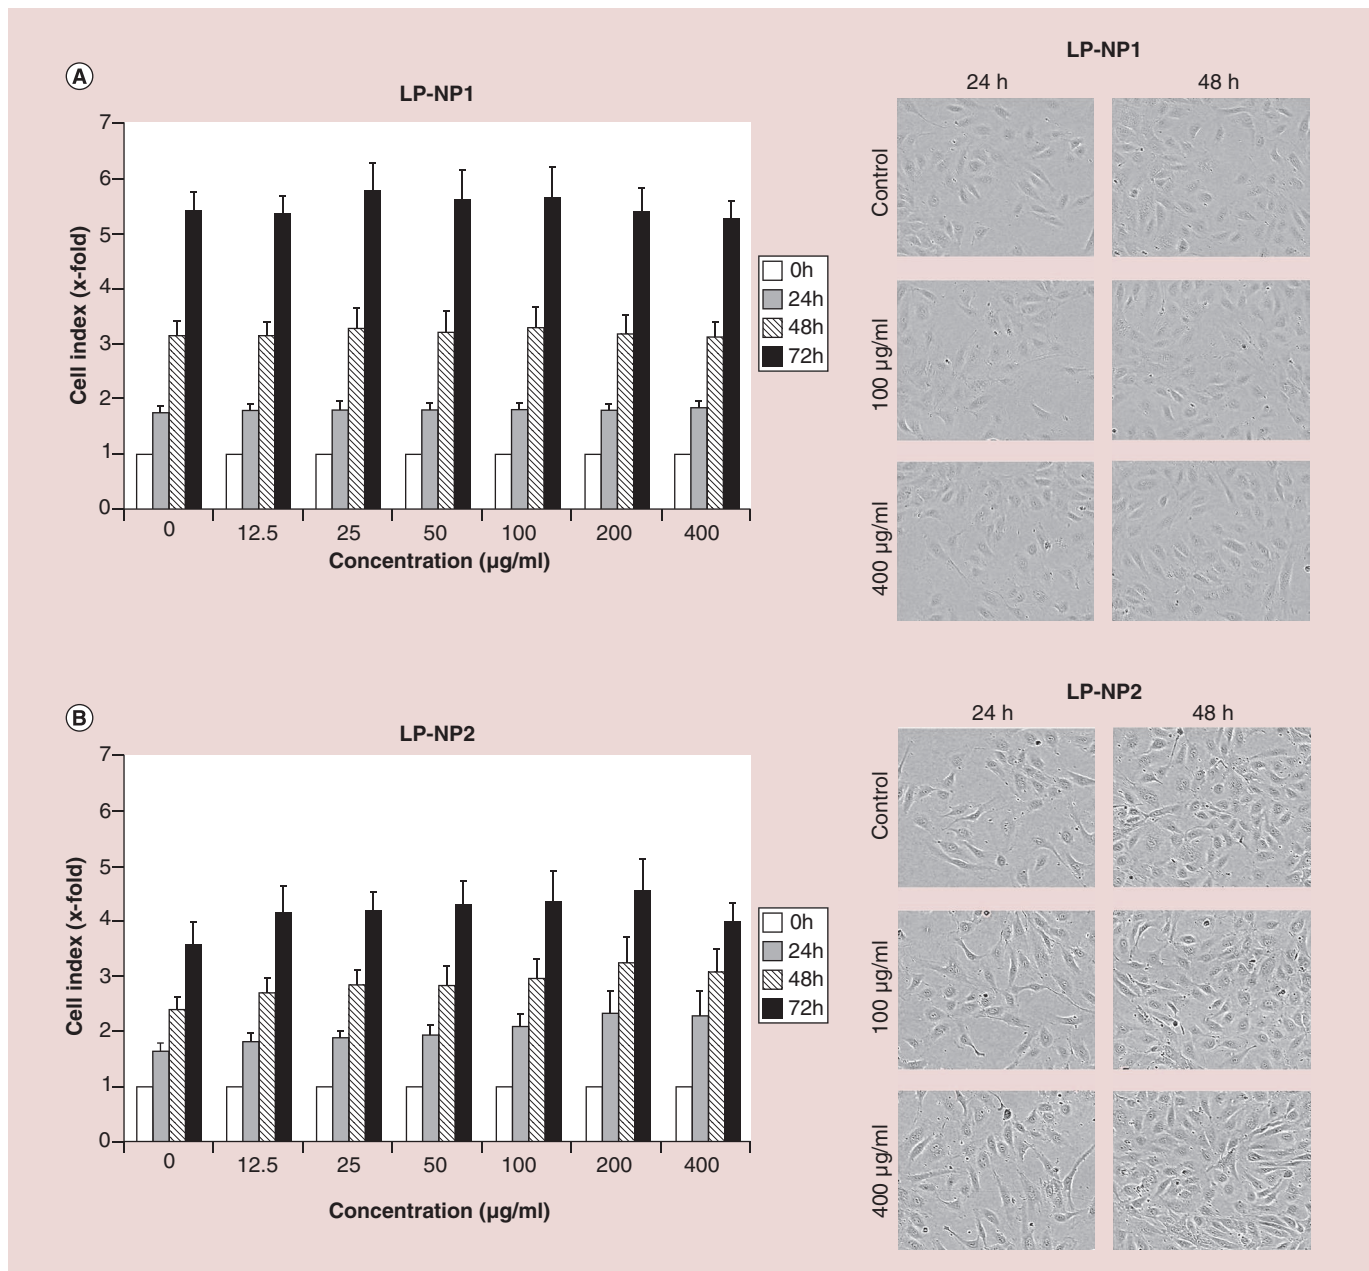 A
LP-NP1
7
6
5
4
3
2
1
0
Cell index (x-fold)
0 12.5 25 50 100 200 400
Concentration (µg/ml)
0h
24h
48h
72h
LP-NP1
24 h 48 h
Control
100 µg/ml
400 µg/ml
B
LP-NP2
7
6
5
4
3
2
1
0
Cell index (x-fold)
0 12.5 25 50 100 200 400
Concentration (µg/ml)
0h
24h
48h
72h
LP-NP2
24 h 48 h
Control
100 µg/ml
400 µg/ml